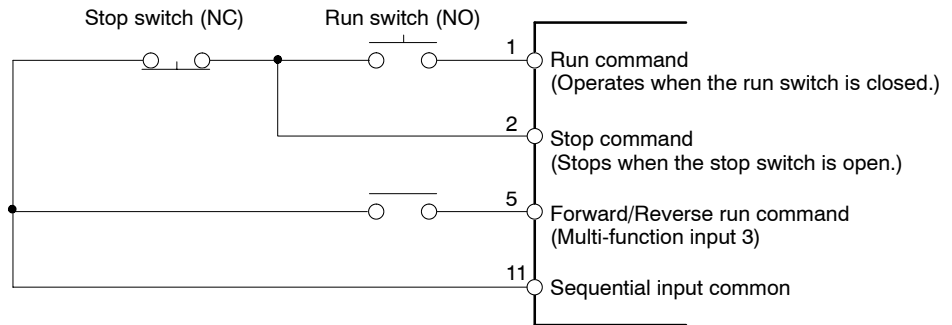 Stop switch (NC)
Run switch (NO)
1
Run command
(Operates when the run switch is closed.)
2
Stop command
(Stops when the stop switch is open.)
5
Forward/Reverse run command
(Multi-function input 3)
11
Sequential input common